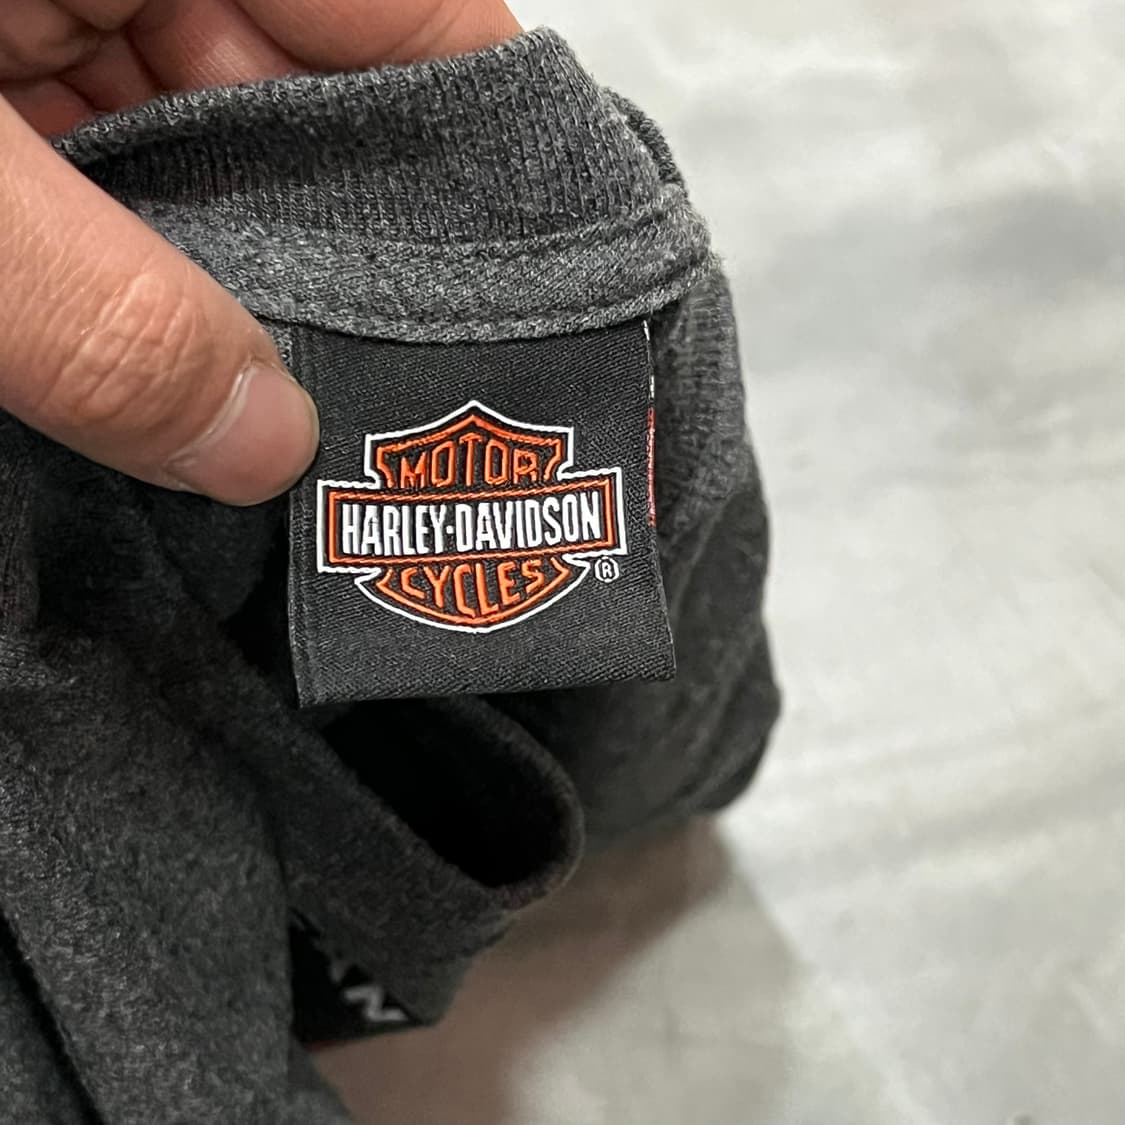 MOTOR
HARLEY-DAVIDSON
CYCLES
®